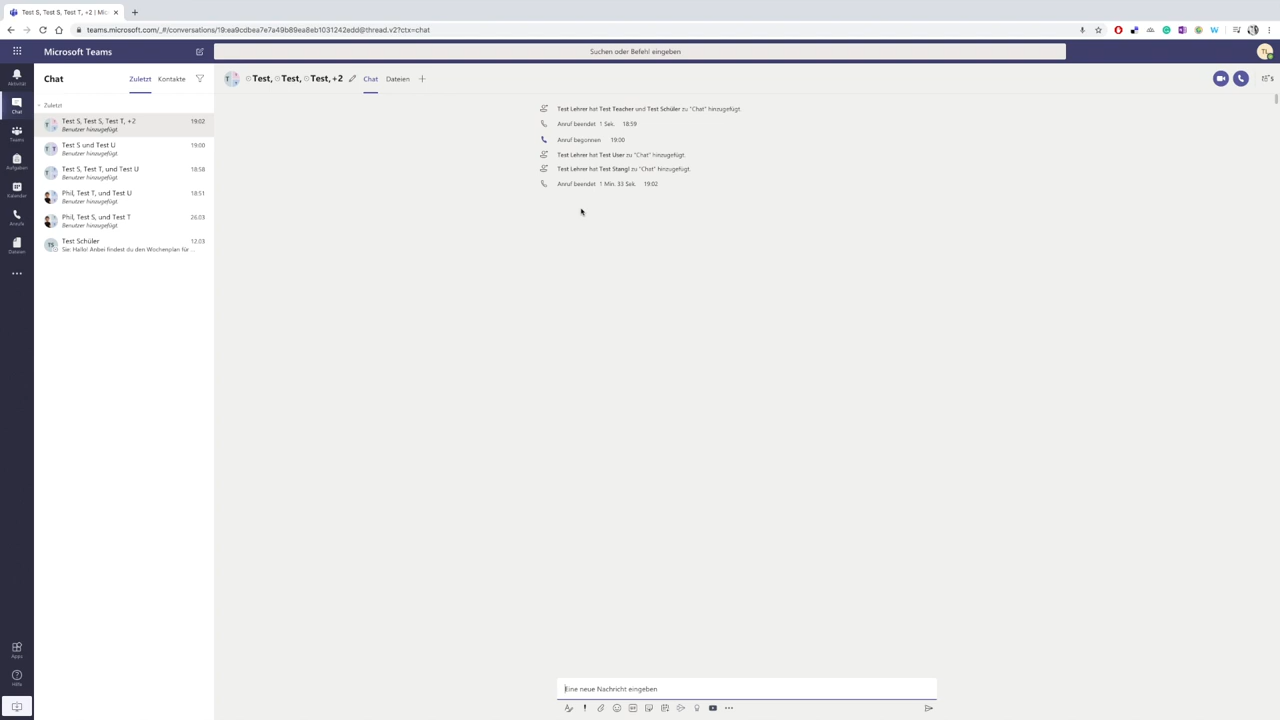 Test S, Test S, Test T, +2 | Mic
teams.microsoft.com/_#/conversations/19:ea9cdbea7e7a49b89ea8eb1031242edd@thread.v2?ctx=chat
Microsoft Teams
Suchen oder Befehl eingeben
Aktivität
Chat
Teams
Aufgaben
Kalender
Anrufe
Dateien
Apps
Hilfe
Chat
Zuletzt
Kontakte
Zuletzt
Test S, Test S, Test T, +2 19:02
Benutzer hinzugefügt.
Test S und Test U 19:00
Benutzer hinzugefügt.
Test S, Test T, und Test U 18:58
Benutzer hinzugefügt.
Phil, Test T, und Test U 18:51
Benutzer hinzugefügt.
Phil, Test S, und Test T 26.03
Benutzer hinzugefügt.
TS
Test Schüler 12.03
Sie: Hallo! Anbei findest du den Wochenplan für ...
Test, Test, Test, +2
Chat
Dateien
5
Test Lehrer hat Test Teacher und Test Schüler zu "Chat" hinzugefügt.
Anruf beendet 1 Sek. 18:59
Anruf begonnen 19:00
Test Lehrer hat Test User zu "Chat" hinzugefügt.
Test Lehrer hat Test Stangl zu "Chat" hinzugefügt.
Anruf beendet 1 Min. 33 Sek. 19:02
Eine neue Nachricht eingeben